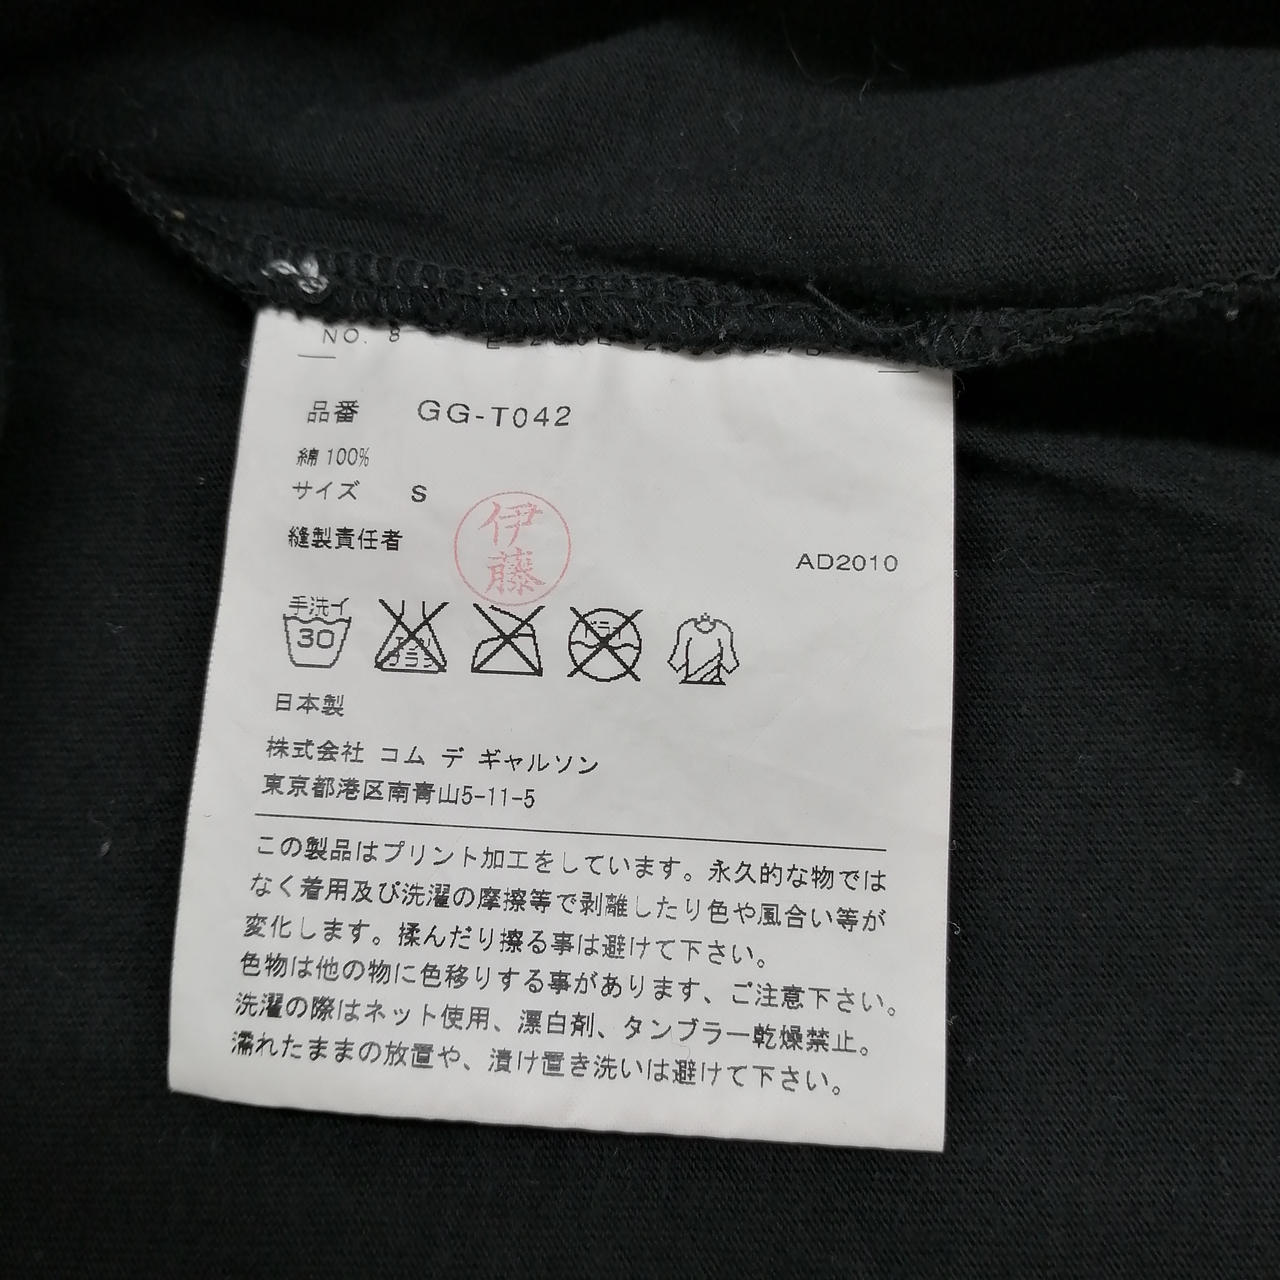 NO. 8
品番 GG-T042
綿 100%
サイズ S
縫製責任者
伊藤
AD2010
手洗イ
30
エンソ
サラシ
ドライ
日本製
株式会社 コム デ ギャルソン
東京都港区南青山5-11-5
この製品はプリント加工をしています。永久的な物では
なく着用及び洗濯の摩擦等で剥離したり色や風合い等が
変化します。揉んだり擦る事は避けて下さい。
色物は他の物に色移りする事があります、ご注意下さい。
洗濯の際はネット使用、漂白剤、タンブラー乾燥禁止。
濡れたままの放置や、漬け置き洗いは避けて下さい。